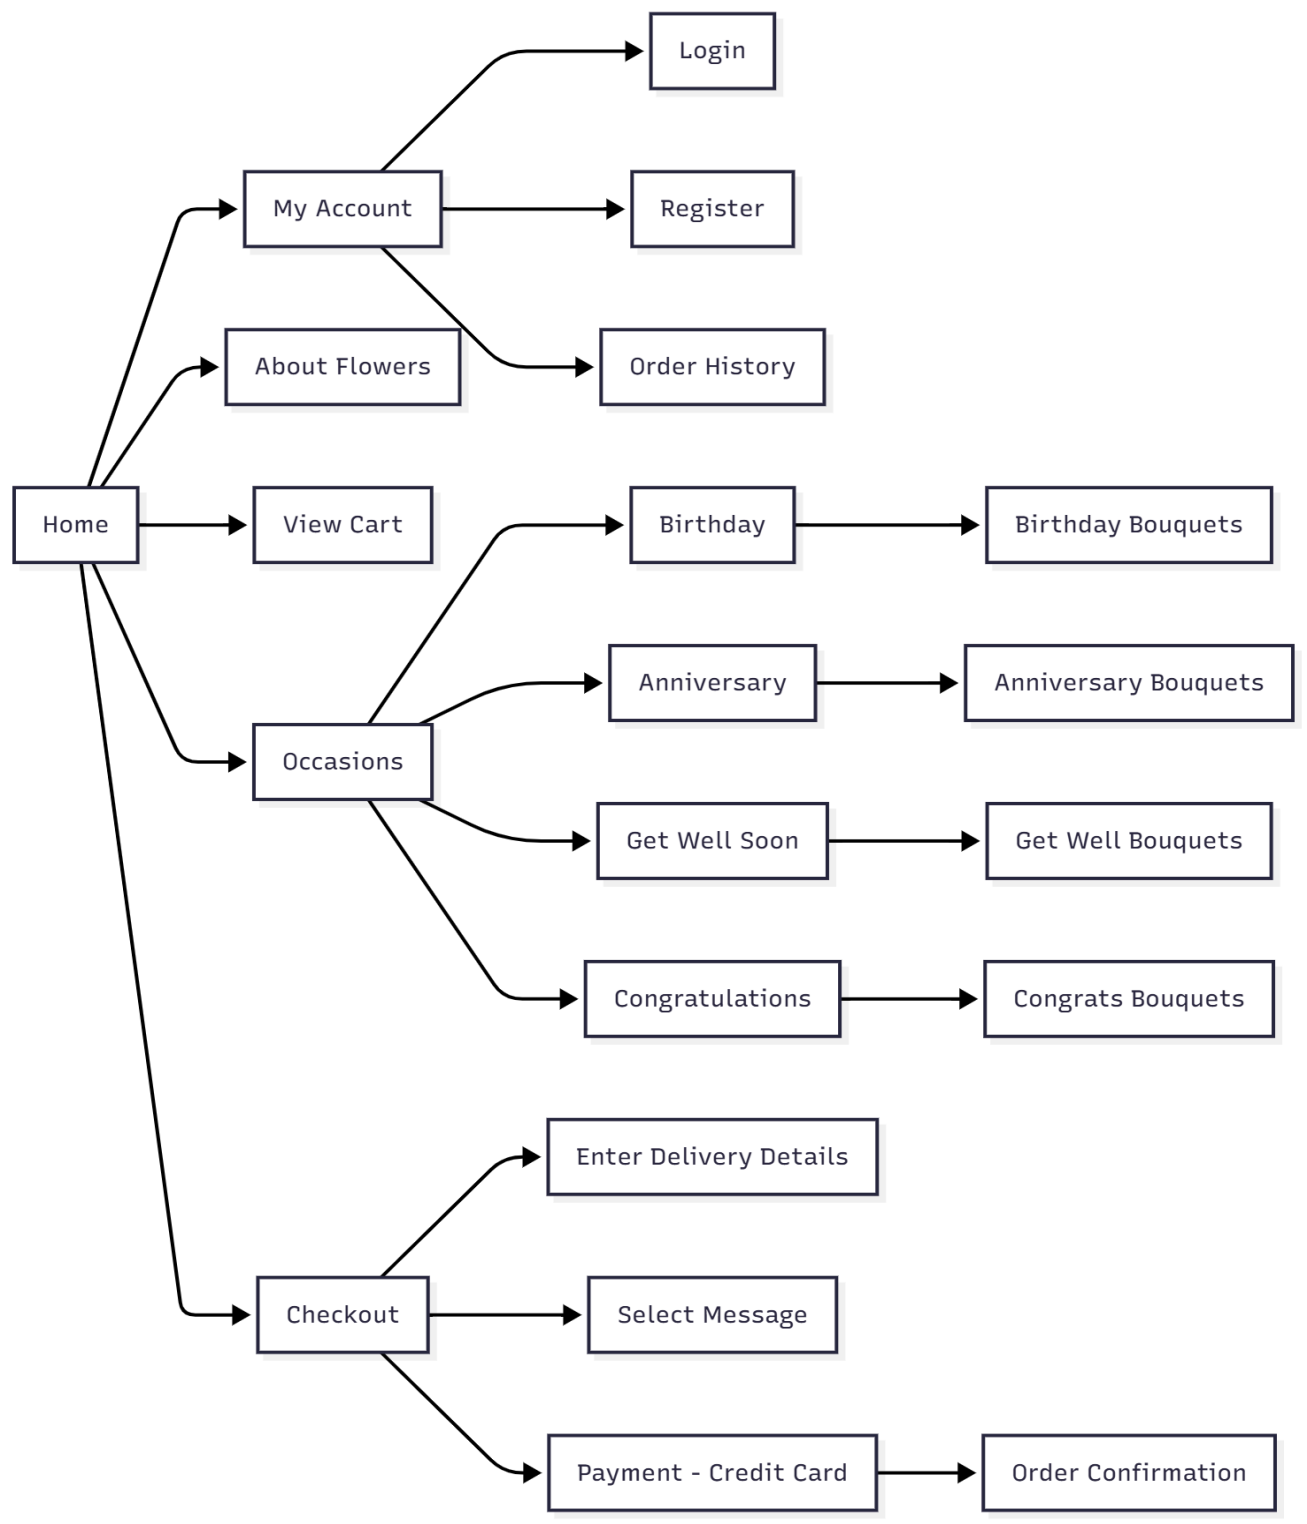 Login
My Account
Register
About Flowers
Order History
Home
View Cart
Birthday
Birthday Bouquets
Anniversary
Anniversary Bouquets
Occasions
Get Well Soon
Get Well Bouquets
Congratulations
Congrats Bouquets
Enter Delivery Details
Checkout
Select Message
Payment - Credit Card
Order Confirmation